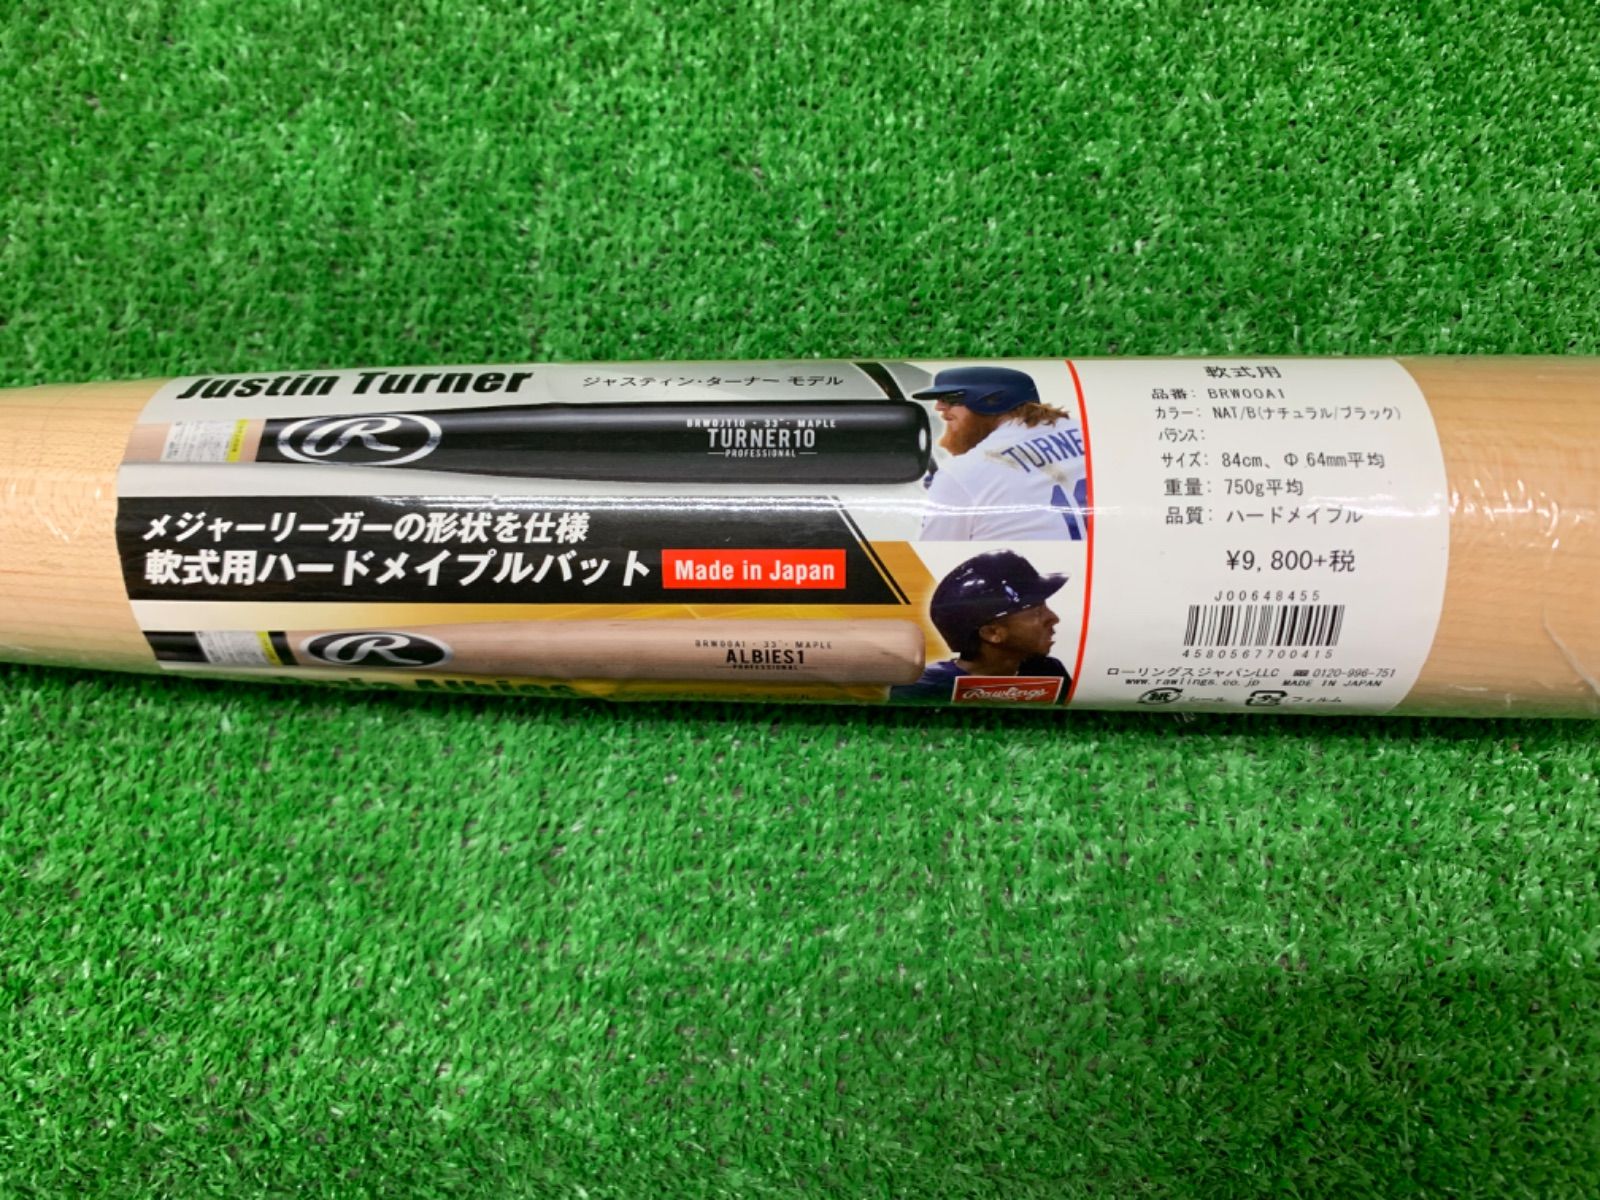 Justin Turner
ジャスティン・ターナー モデル
R
BRW0JT10・33"・MAPLE
TURNER10
PROFESSIONAL
TURNE
メジャーリーガーの形状を仕様
軟式用ハードメイプルバット
Made in Japan
R
BRW00A1・33"・MAPLE
ALBIES1
PROFESSIONAL
Rawlings
軟式用
品番: BRW00A1
カラー: NAT/B(ナチュラル/ブラック)
バランス:
サイズ: 84cm、Φ 64mm平均
重量: 750g平均
品質: ハードメイプル
¥9,800+税
J00648455
4580567700415
ローリングスジャパンLLC ☎ 0120-996-751
www.rawlings.co.jp MADE IN JAPAN
紙 シール プラ フィルム